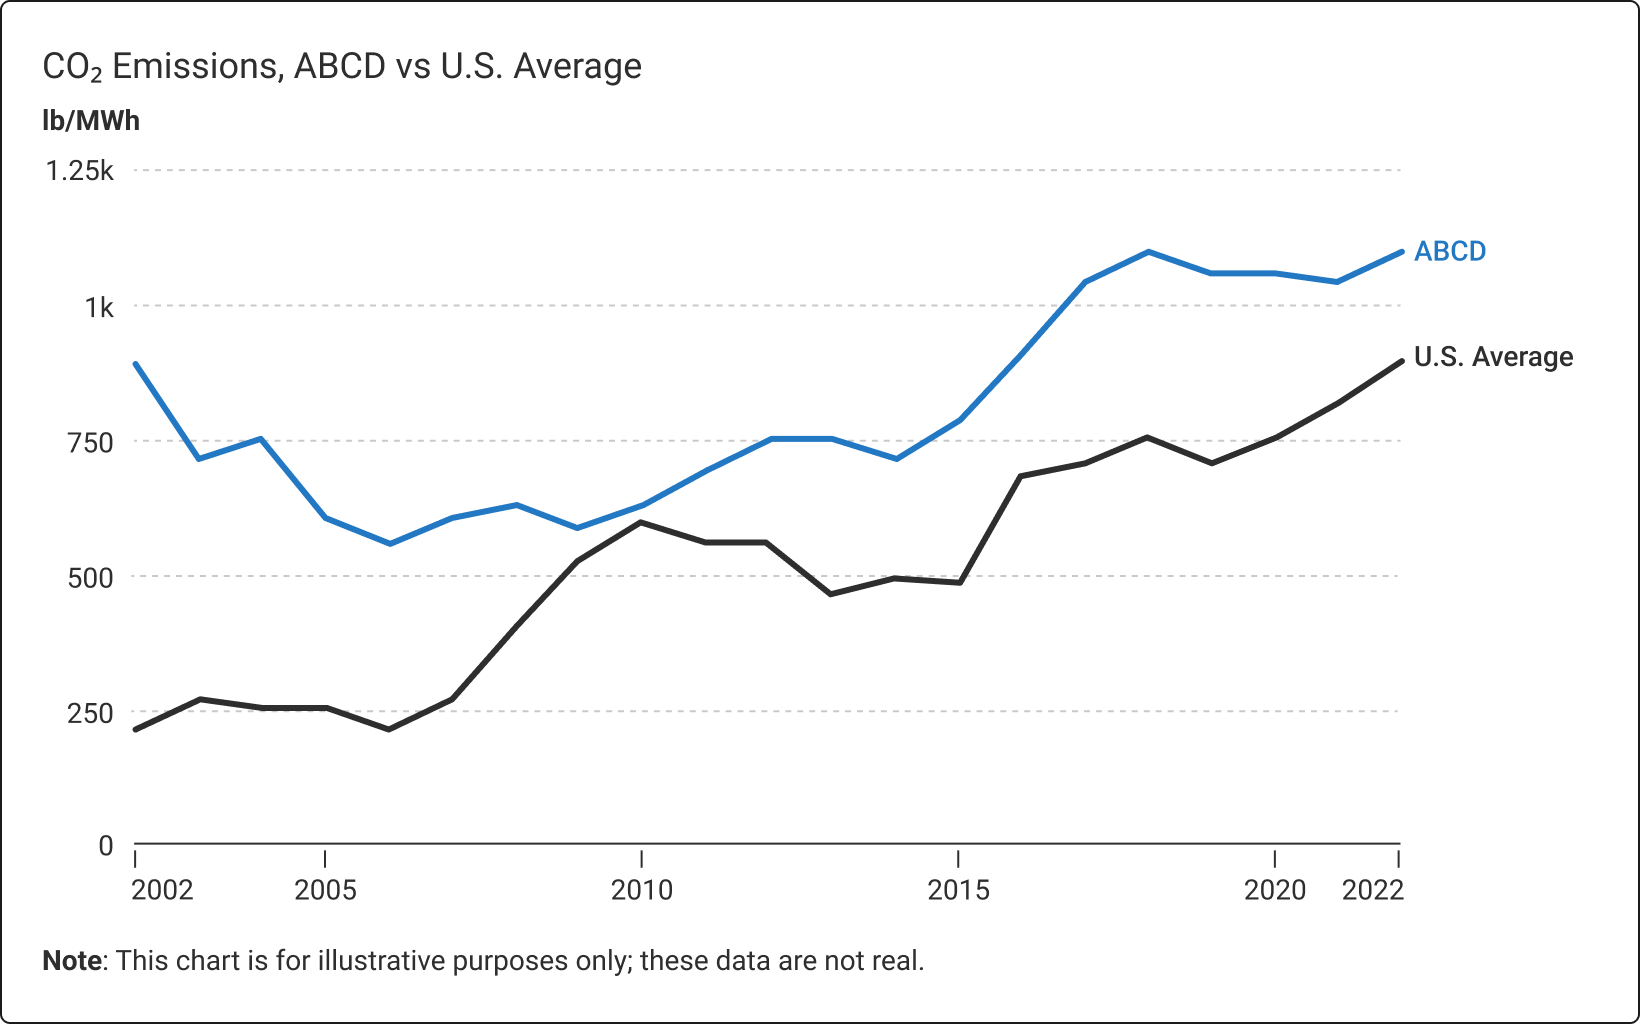 CO₂ Emissions, ABCD vs U.S. Average
lb/MWh
1.25k
1k
750
500
250
0
ABCD
U.S. Average
2002 2005 2010 2015 2020 2022
Note: This chart is for illustrative purposes only; these data are not real.